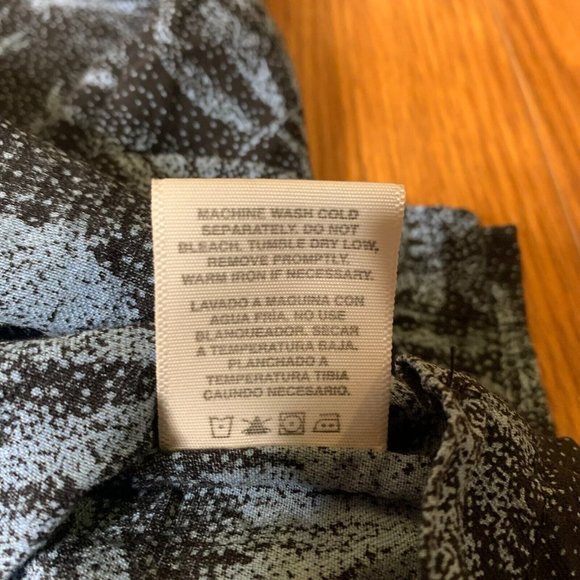 MACHINE WASH COLD
SEPARATELY. DO NOT
BLEACH. TUMBLE DRY LOW,
REMOVE PROMPTLY.
WARM IRON IF NECESSARY.
LAVADO A MAQUINA CON
AGUA FRIA, NO USE
BLANQUEADOR. SECAR
A TEMPERATURA BAJA.
PLANCHADO A
TEMPERATURA TIBIA
CAUNDO NECESARIO.